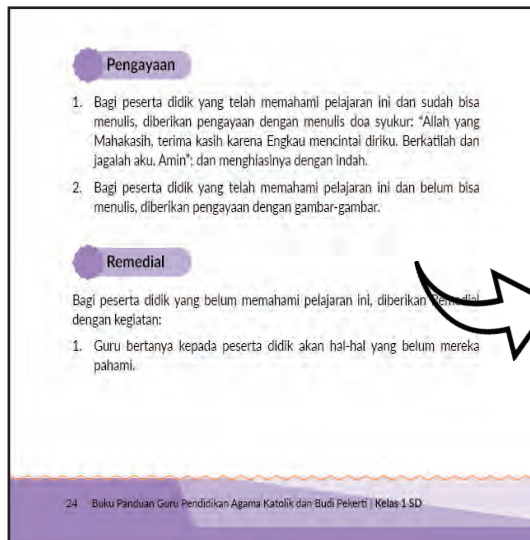 Pengayaan
1. Bagi peserta didik yang telah memahami pelajaran ini dan sudah bisa
menulis, diberikan pengayaan dengan menulis doa syukur: "Allah yang
Mahakasih, terima kasih karena Engkau mencintai diriku. Berkatilah dan
jagalah aku. Amin"; dan menghiasinya dengan indah.
2. Bagi peserta didik yang telah memahami pelajaran ini dan belum bisa
menulis, diberikan pengayaan dengan gambar-gambar.
Remedial
Bagi peserta didik yang belum memahami pelajaran ini, diberikan Remedial
dengan kegiatan:
1. Guru bertanya kepada peserta didik akan hal-hal yang belum mereka
pahami.
24 Buku Panduan Guru Pendidikan Agama Katolik dan Budi Pekerti | Kelas 1 SD